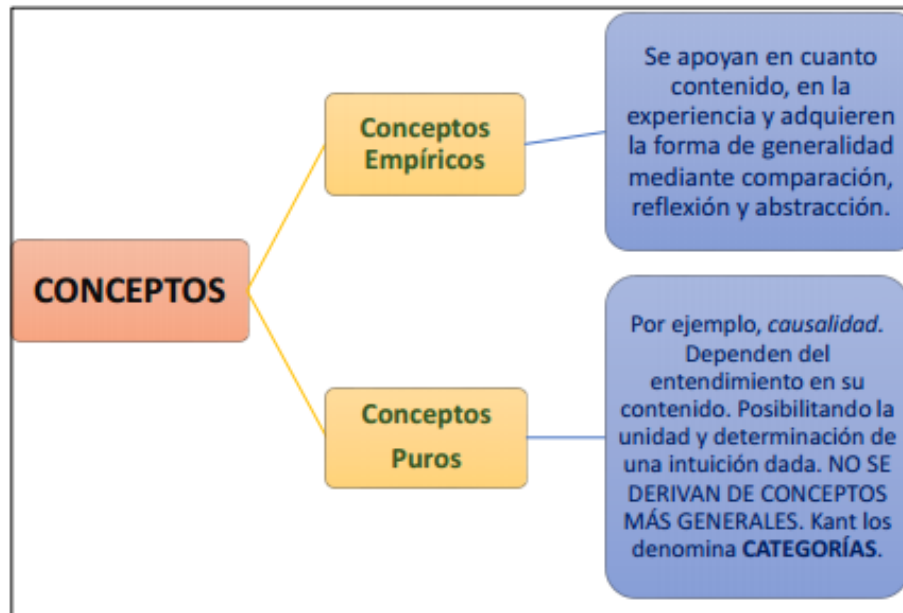 CONCEPTOS
Conceptos
Empíricos
Se apoyan en cuanto
contenido, en la
experiencia y adquieren
la forma de generalidad
mediante comparación,
reflexión y abstracción.
Conceptos
Puros
Por ejemplo, causalidad.
Dependen del
entendimiento en su
contenido. Posibilitando la
unidad y determinación de
una intuición dada. NO SE
DERIVAN DE CONCEPTOS
MÁS GENERALES. Kant los
denomina CATEGORÍAS.